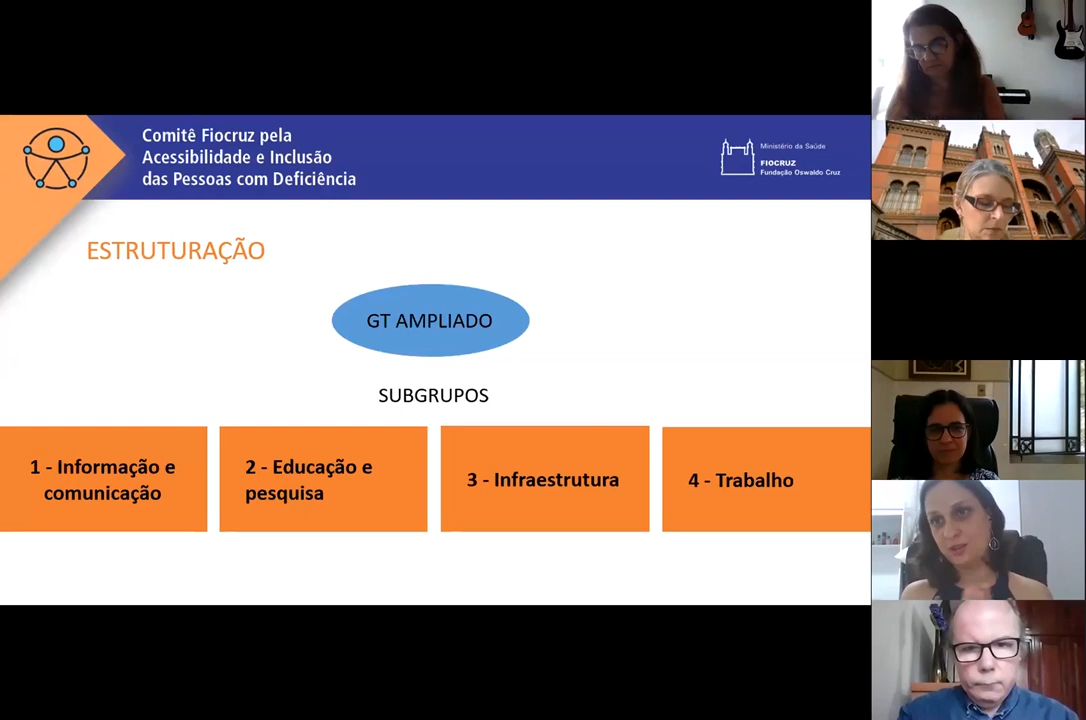 Comitê Fiocruz pela
Acessibilidade e Inclusão
das Pessoas com Deficiência
Ministério da Saúde
FIOCRUZ
Fundação Oswaldo Cruz
ESTRUTURAÇÃO
GT AMPLIADO
SUBGRUPOS
1 - Informação e
comunicação
2 - Educação e
pesquisa
3 - Infraestrutura
4 - Trabalho